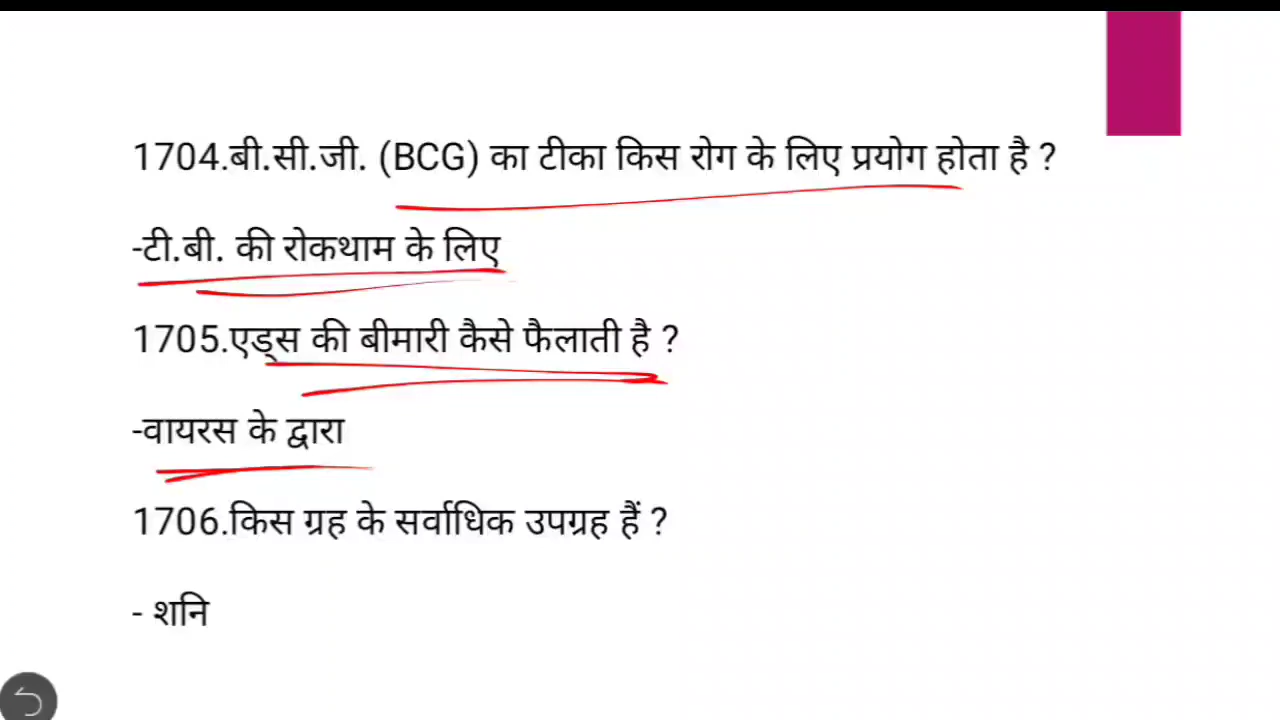 1704.बी.सी.जी. (BCG) का टीका किस रोग के लिए प्रयोग होता है ?
-टी.बी. की रोकथाम के लिए
1705.एड्स की बीमारी कैसे फैलाती है ?
-वायरस के द्वारा
1706.किस ग्रह के सर्वाधिक उपग्रह हैं ?
- शनि